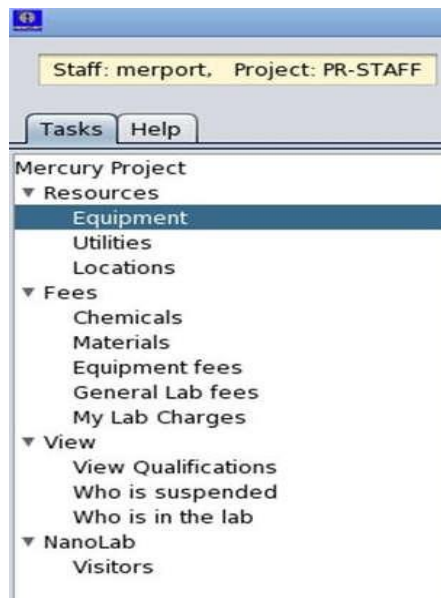 Staff: merport, Project: PR-STAFF
Tasks Help
Mercury Project
Resources
Equipment
Utilities
Locations
Fees
Chemicals
Materials
Equipment fees
General Lab fees
My Lab Charges
View
View Qualifications
Who is suspended
Who is in the lab
NanoLab
Visitors